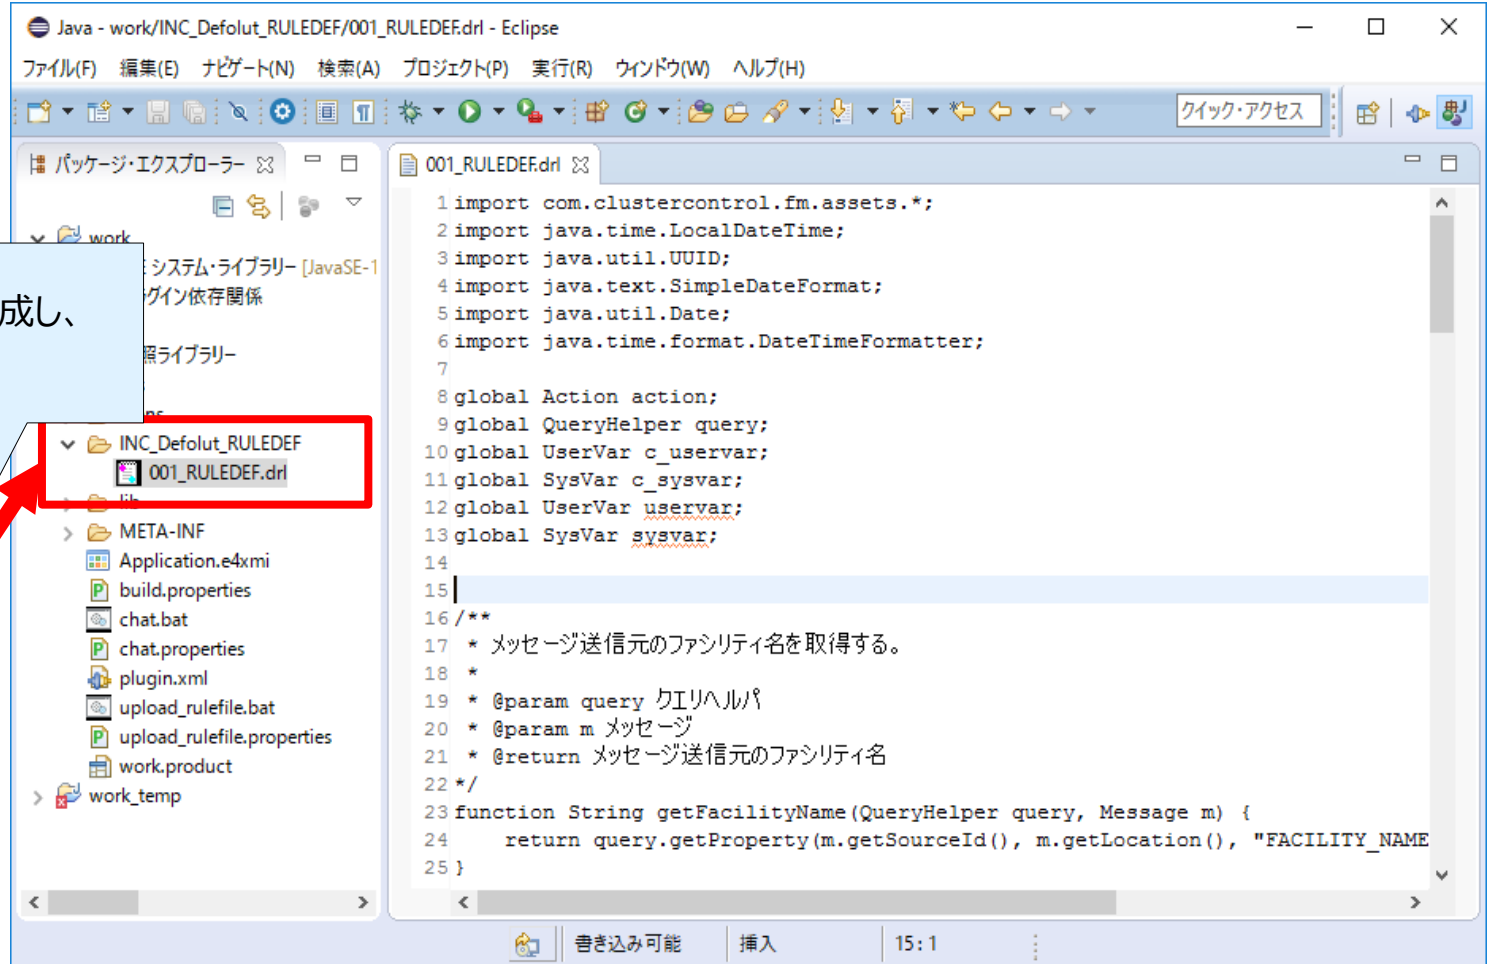 Java - work/INC_Defolut_RULEDEF/001_RULEDEF.drl - Eclipse
ファイル(F) 編集(E) ナビゲート(N) 検索(A) プロジェクト(P) 実行(R) ウィンドウ(W) ヘルプ(H)
クイック・アクセス
パッケージ・エクスプローラー
work
システム・ライブラリー [JavaSE-1
グイン依存関係
照ライブラリー
成し、
INC_Defolut_RULEDEF
001_RULEDEF.drl
lib
META-INF
Application.e4xmi
build.properties
chat.bat
chat.properties
plugin.xml
upload_rulefile.bat
upload_rulefile.properties
work.product
work_temp
001_RULEDEF.drl
1 import com.clustercontrol.fm.assets.*;
2 import java.time.LocalDateTime;
3 import java.util.UUID;
4 import java.text.SimpleDateFormat;
5 import java.util.Date;
6 import java.time.format.DateTimeFormatter;
7
8 global Action action;
9 global QueryHelper query;
10 global UserVar c_uservar;
11 global SysVar c_sysvar;
12 global UserVar uservar;
13 global SysVar sysvar;
14
15
16 /**
17 * メッセージ送信元のファシリティ名を取得する。
18 *
19 * @param query クエリヘルパ
20 * @param m メッセージ
21 * @return メッセージ送信元のファシリティ名
22 */
23 function String getFacilityName(QueryHelper query, Message m) {
24 return query.getProperty(m.getSourceId(), m.getLocation(), "FACILITY_NAME
25 }
書き込み可能 挿入 15:1